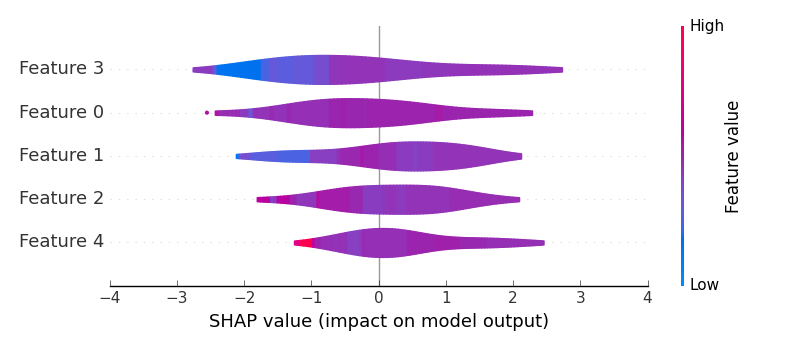 High
Feature 3
Feature 0
Feature 1
Feature 2
Feature 4
Feature value
Low
−4 −3 −2 −1 0 1 2 3 4
SHAP value (impact on model output)